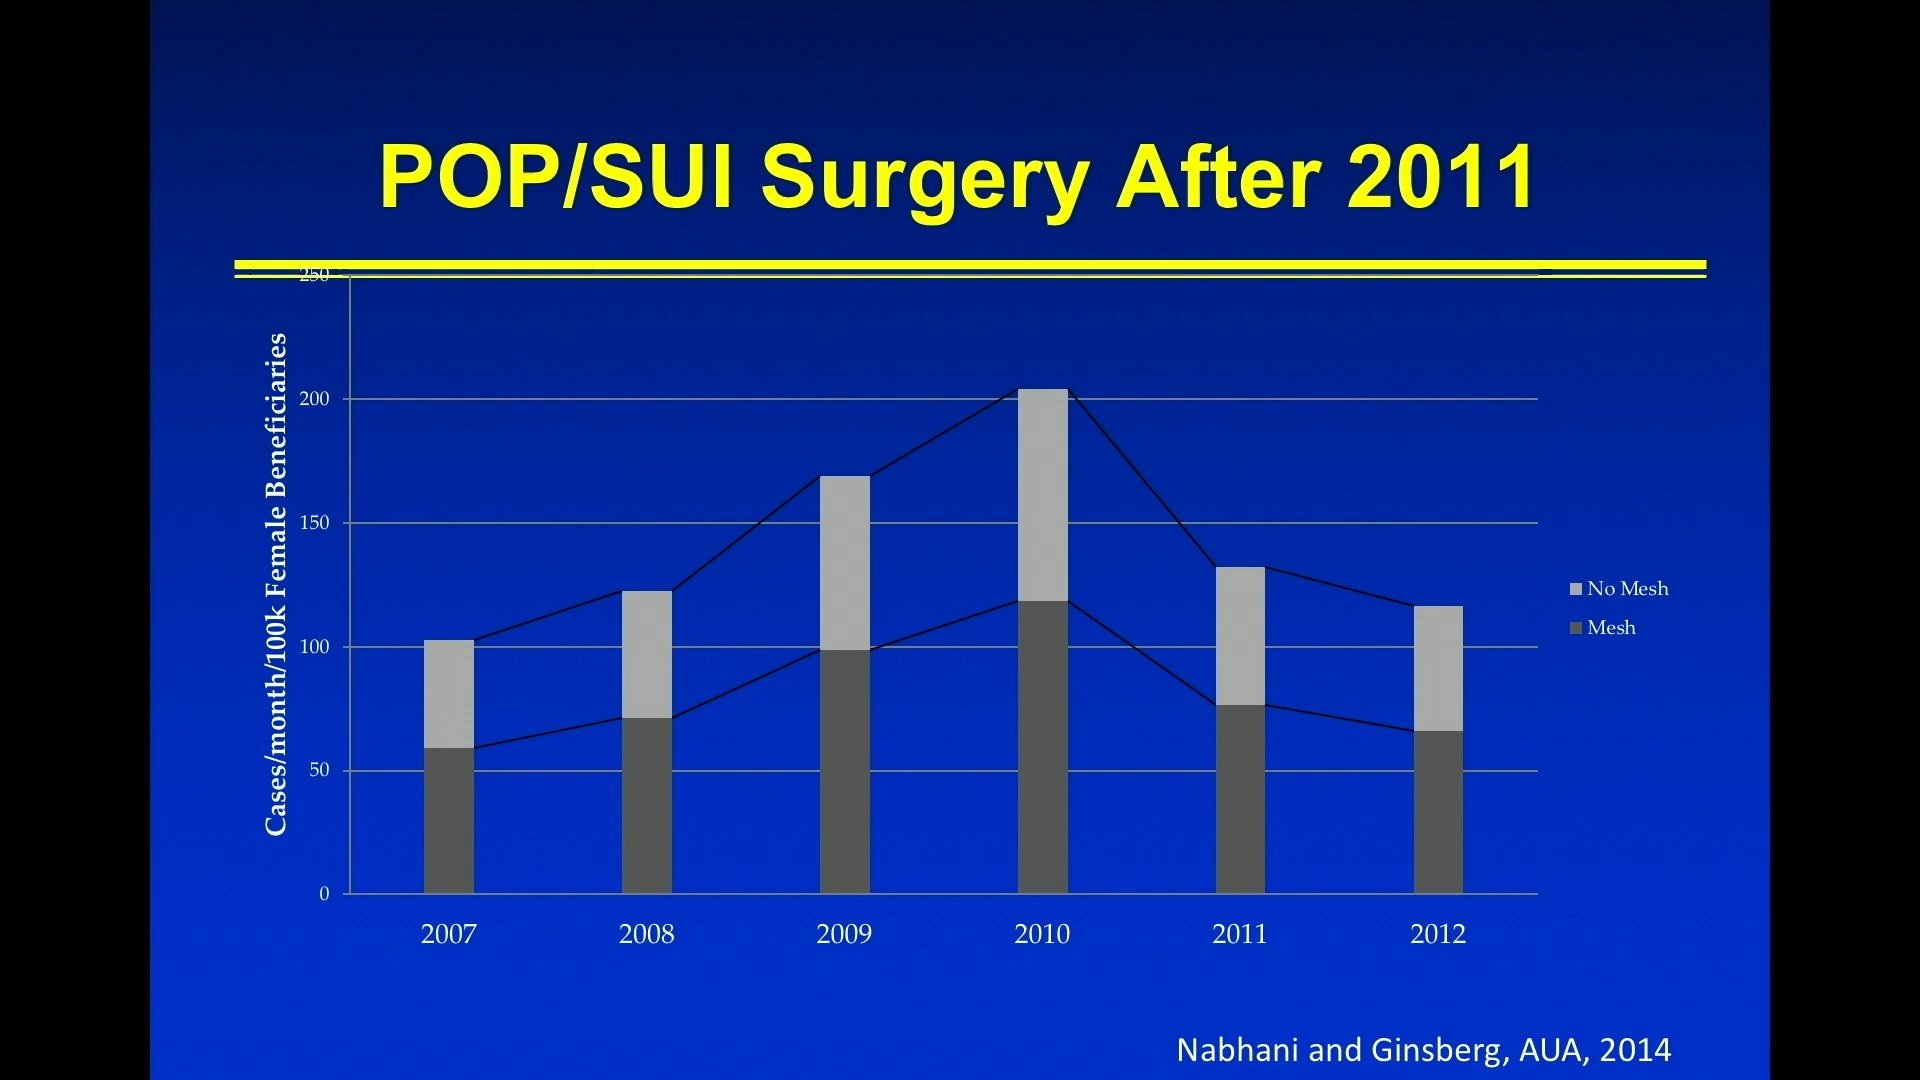 POP/SUI Surgery After 2011
250
200
150
100
50
0
Cases/month/100k Female Beneficiaries
2007 2008 2009 2010 2011 2012
No Mesh
Mesh
Nabhani and Ginsberg, AUA, 2014